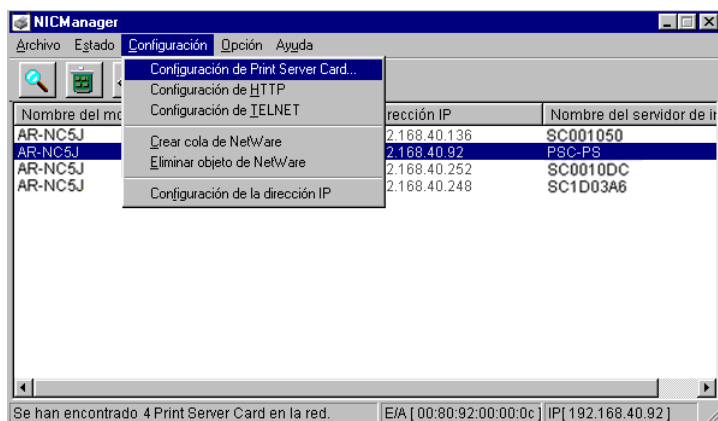 NICManager
Archivo Estado Configuración Opción Ayuda
Configuración de Print Server Card...
Configuración de HTTP
Configuración de TELNET
Crear cola de NetWare
Eliminar objeto de NetWare
Configuración de la dirección IP
Nombre del mo rección IP Nombre del servidor de ir
AR-NC5J 2.168.40.136 SC001050
AR-NC5J 2.168.40.92 PSC-PS
AR-NC5J 2.168.40.252 SC0010DC
AR-NC5J 2.168.40.248 SC1D03A6
Se han encontrado 4 Print Server Card en la red. E/A [ 00:80:92:00:00:0c ] IP[ 192.168.40.92 ]